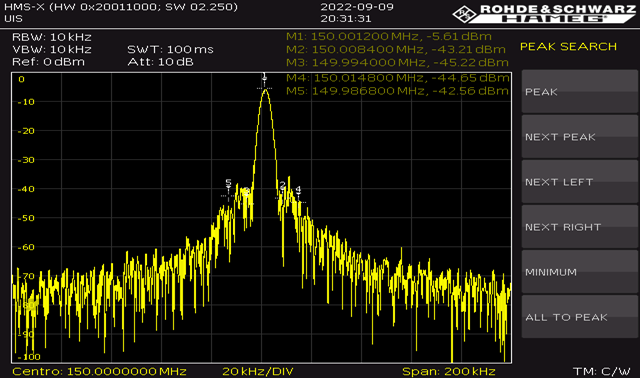 HMS-X (HW 0x20011000; SW 02.250)
UIS
2022-09-09
20:31:31
ROHDE&SCHWARZ
HAMEG®
RBW: 10 kHz
VBW: 10 kHz SWT: 100 ms
Ref: 0 dBm Att: 10 dB
M1: 150.001200 MHz, -5.61 dBm
M2: 150.008400 MHz, -43.21 dBm
M3: 149.994000 MHz, -45.22 dBm
M4: 150.014800 MHz, -44.65 dBm
M5: 149.986800 MHz, -42.56 dBm
PEAK SEARCH
PEAK
NEXT PEAK
NEXT LEFT
NEXT RIGHT
MINIMUM
ALL TO PEAK
0
-10
-20
-30
-40
-50
-60
-70
-80
-90
-100
1
5
2
4
Centro: 150.0000000 MHz 20 kHz/DIV Span: 200 kHz TM: C/W